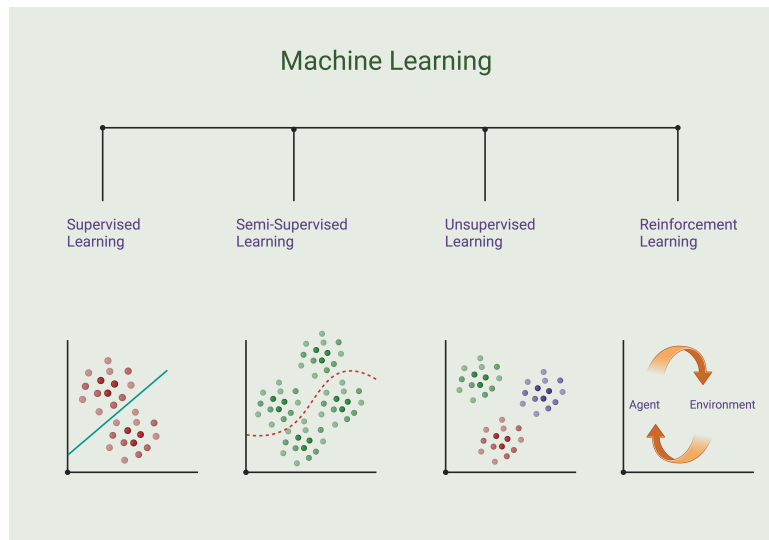 Machine Learning
Supervised
Learning
Semi-Supervised
Learning
Unsupervised
Learning
Reinforcement
Learning
Agent
Environment